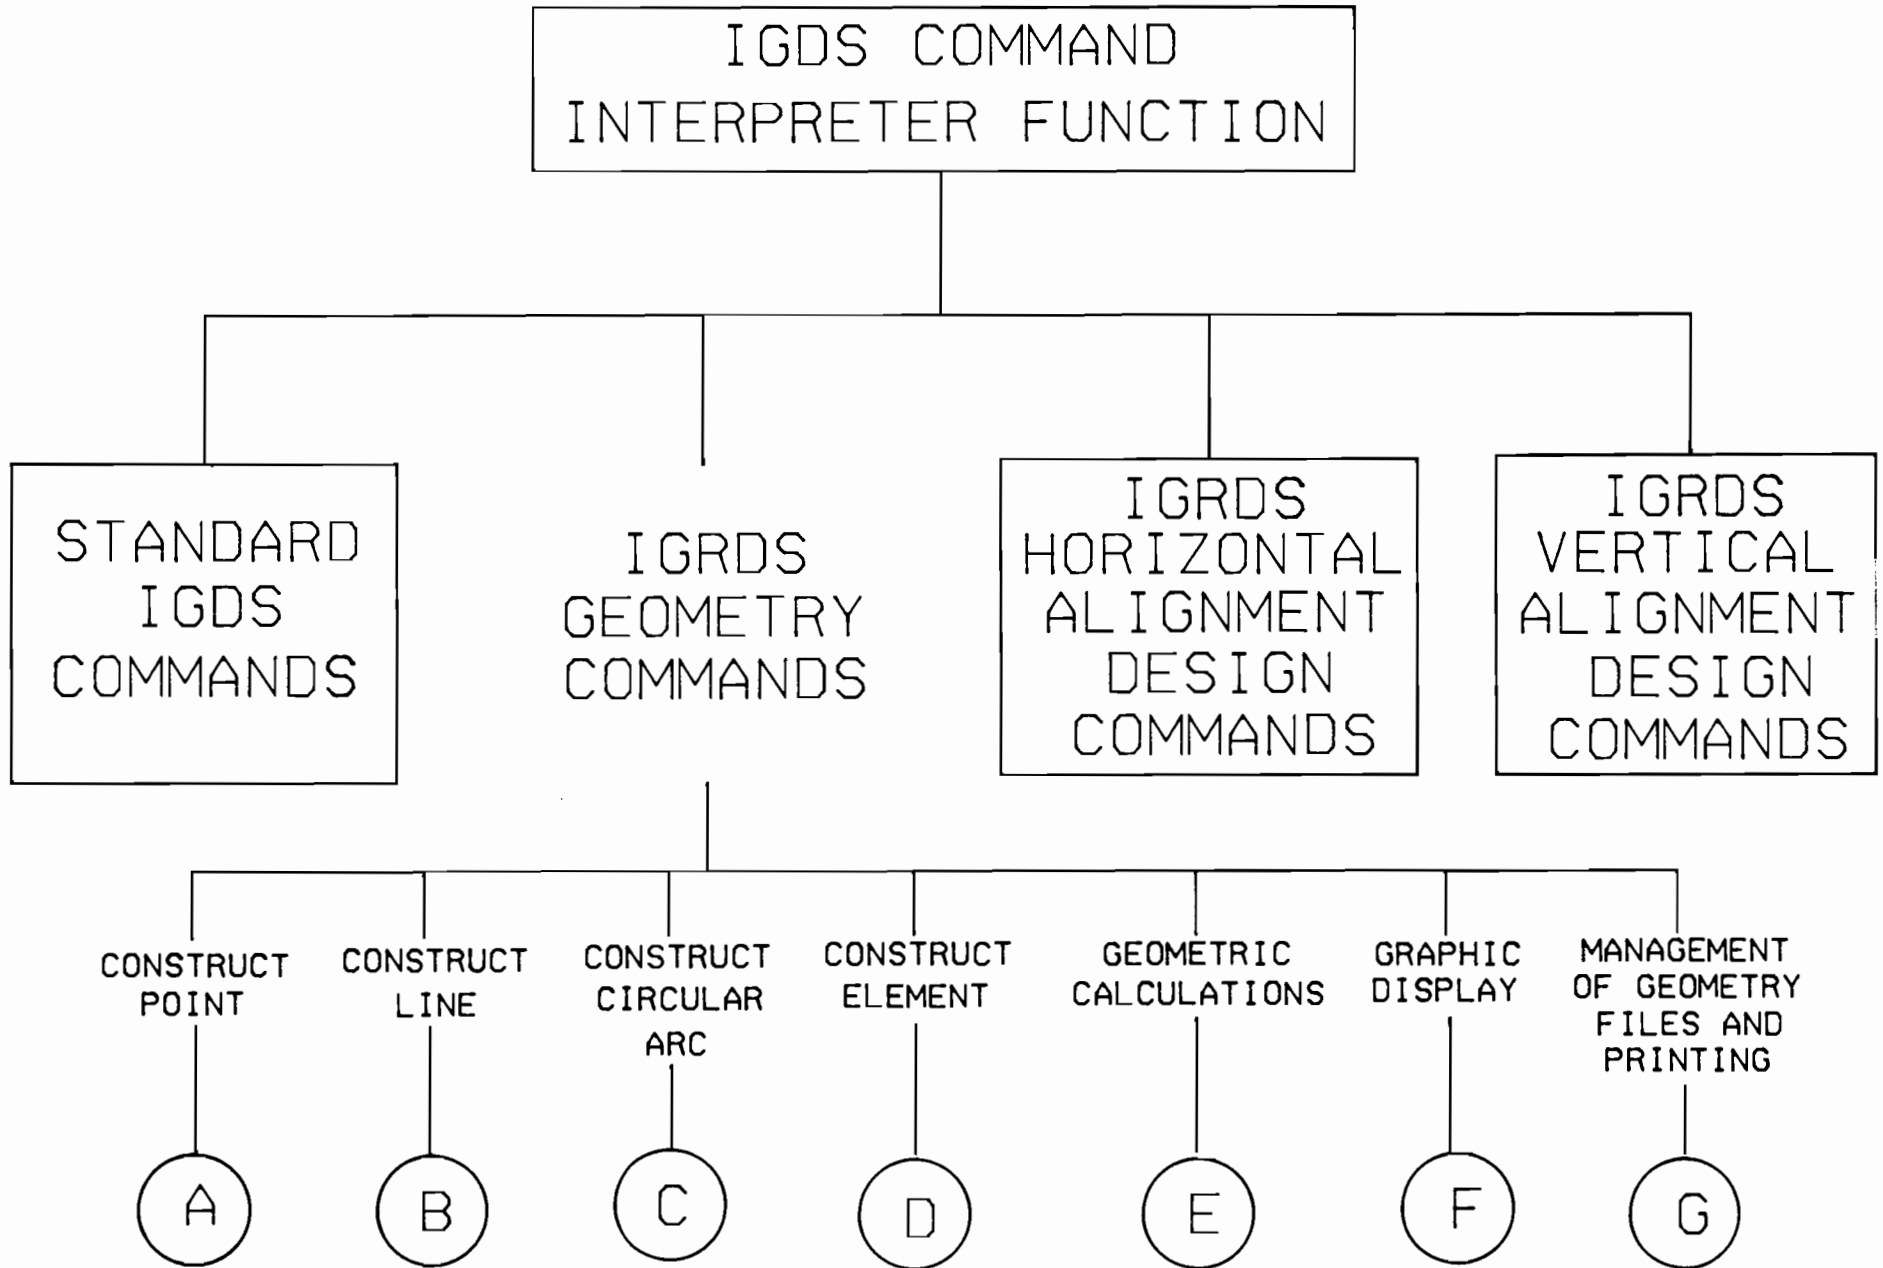 IGDS COMMAND
INTERPRETER FUNCTION
STANDARD
IGDS
COMMANDS
IGRDS
GEOMETRY
COMMANDS
IGRDS
HORIZONTAL
ALIGNMENT
DESIGN
COMMANDS
IGRDS
VERTICAL
ALIGNMENT
DESIGN
COMMANDS
CONSTRUCT
POINT
CONSTRUCT
LINE
CONSTRUCT
CIRCULAR
ARC
CONSTRUCT
ELEMENT
GEOMETRIC
CALCULATIONS
GRAPHIC
DISPLAY
MANAGEMENT
OF GEOMETRY
FILES AND
PRINTING
A
B
C
D
E
F
G